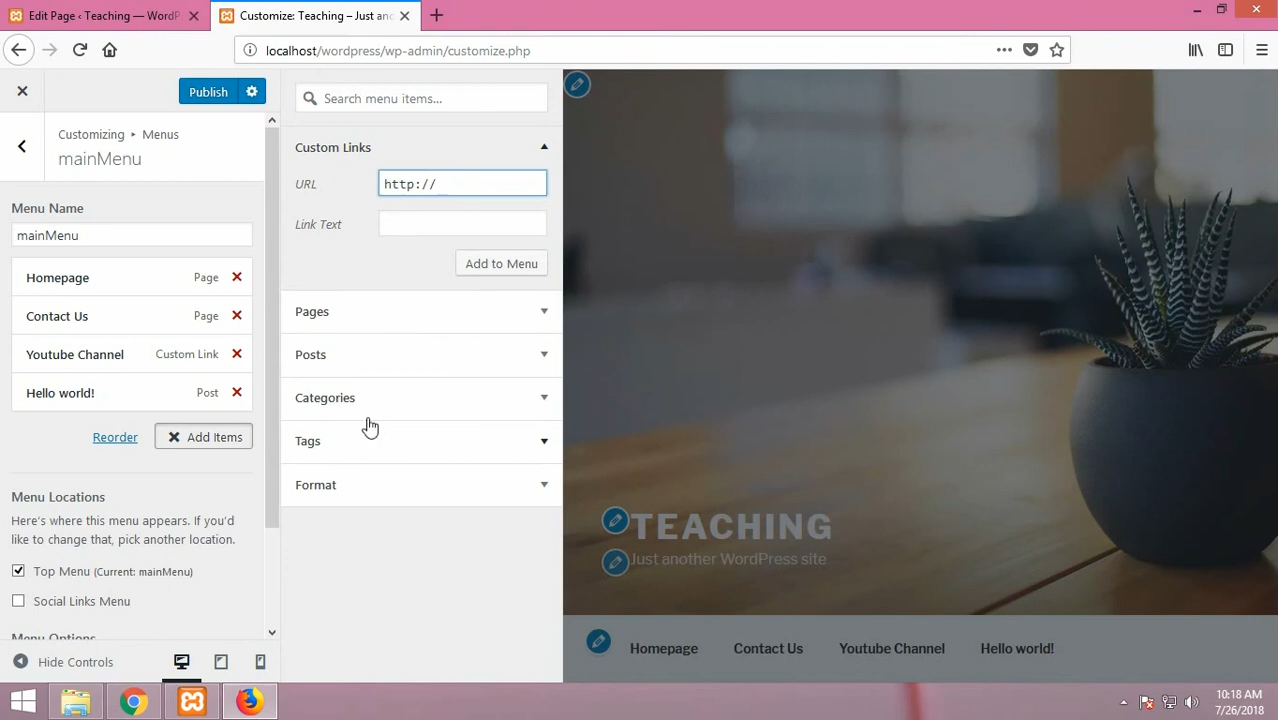 Edit Page ‹ Teaching — WordP
Customize: Teaching – Just an
localhost/wordpress/wp-admin/customize.php
Publish
Customizing ▸ Menus
mainMenu
Menu Name
mainMenu
Homepage Page
Contact Us Page
Youtube Channel Custom Link
Hello world! Post
Reorder Add Items
Menu Locations
Here's where this menu appears. If you'd
like to change that, pick another location.
Top Menu (Current: mainMenu)
Social Links Menu
Menu Options
Hide Controls
Search menu items...
Custom Links
URL http://
Link Text
Add to Menu
Pages
Posts
Categories
Tags
Format
TEACHING
Just another WordPress site
Homepage Contact Us Youtube Channel Hello world!
10:18 AM
7/26/2018